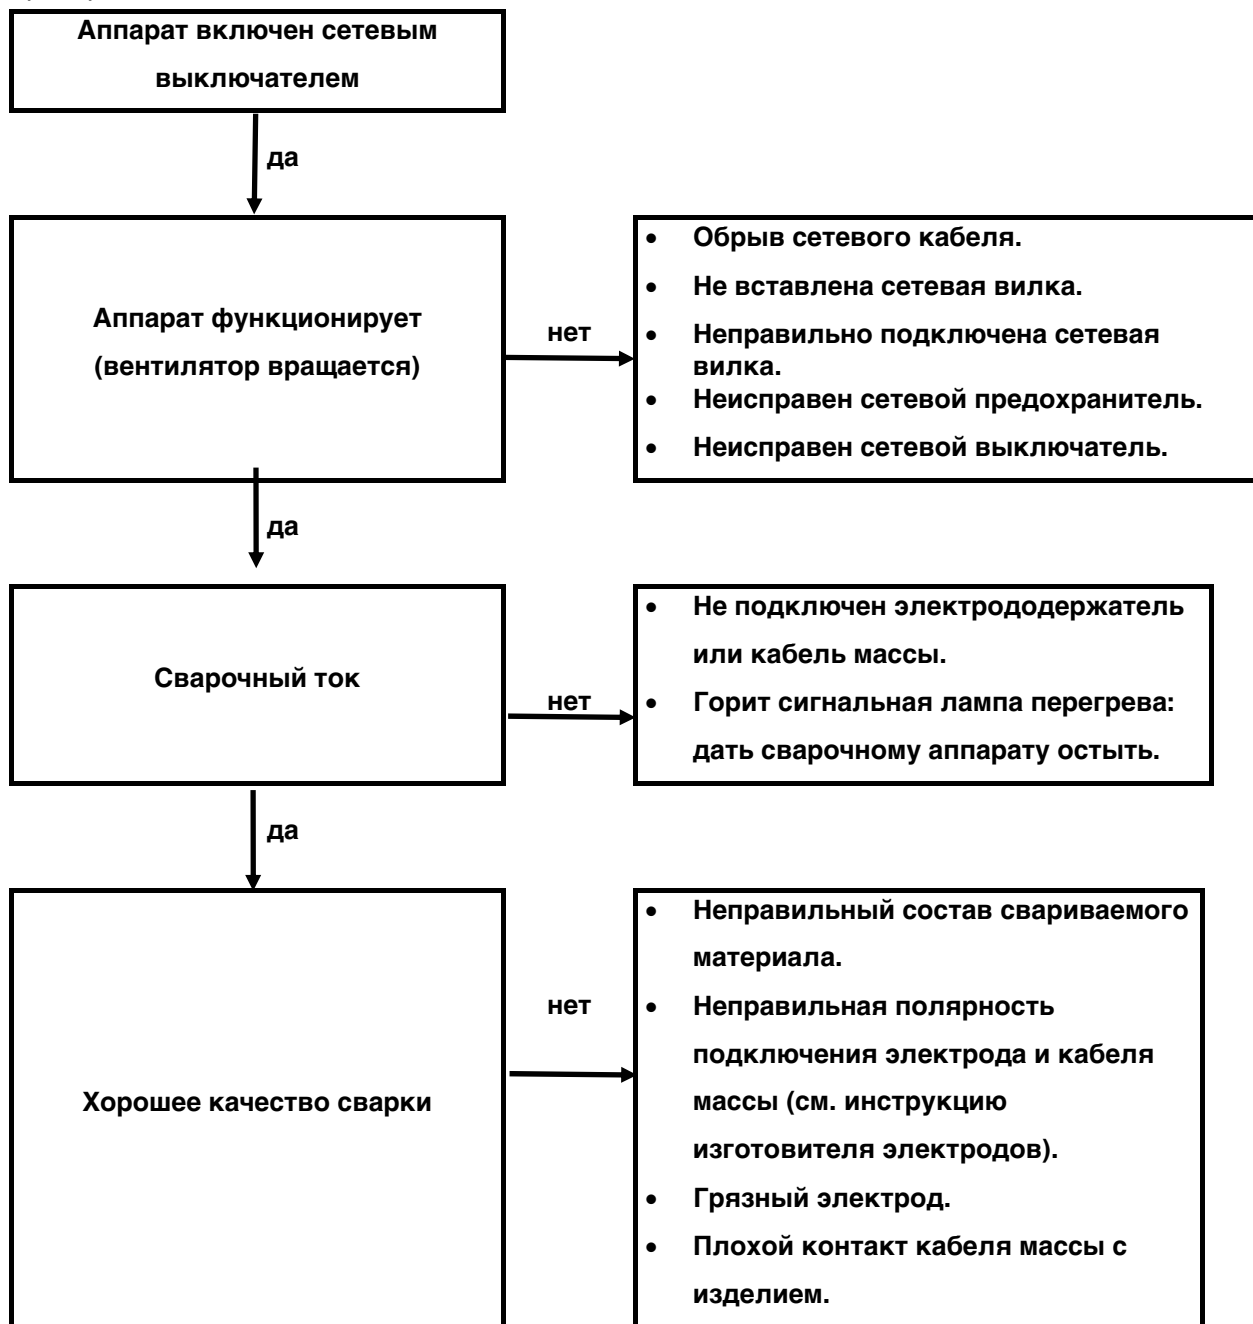 Аппарат включен сетевым
выключателем
да
Аппарат функционирует
(вентилятор вращается)
нет
• Обрыв сетевого кабеля.
• Не вставлена сетевая вилка.
• Неправильно подключена сетевая
вилка.
• Неисправен сетевой предохранитель.
• Неисправен сетевой выключатель.
да
Сварочный ток
нет
• Не подключен электрододержатель
или кабель массы.
• Горит сигнальная лампа перегрева:
дать сварочному аппарату остыть.
да
Хорошее качество сварки
нет
• Неправильный состав свариваемого
материала.
• Неправильная полярность
подключения электрода и кабеля
массы (см. инструкцию
изготовителя электродов).
• Грязный электрод.
• Плохой контакт кабеля массы с
изделием.